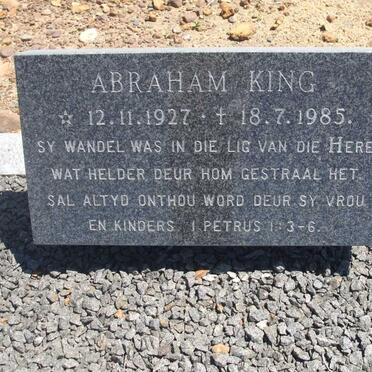 ABRAHAM KING
☆ 12.11.1927 · † 18.7.1985.
SY WANDEL WAS IN DIE LIG VAN DIE HERE
WAT HELDER DEUR HOM GESTRAAL HET.
SAL ALTYD ONTHOU WORD DEUR SY VROU
EN KINDERS. I PETRUS 1:3-6.